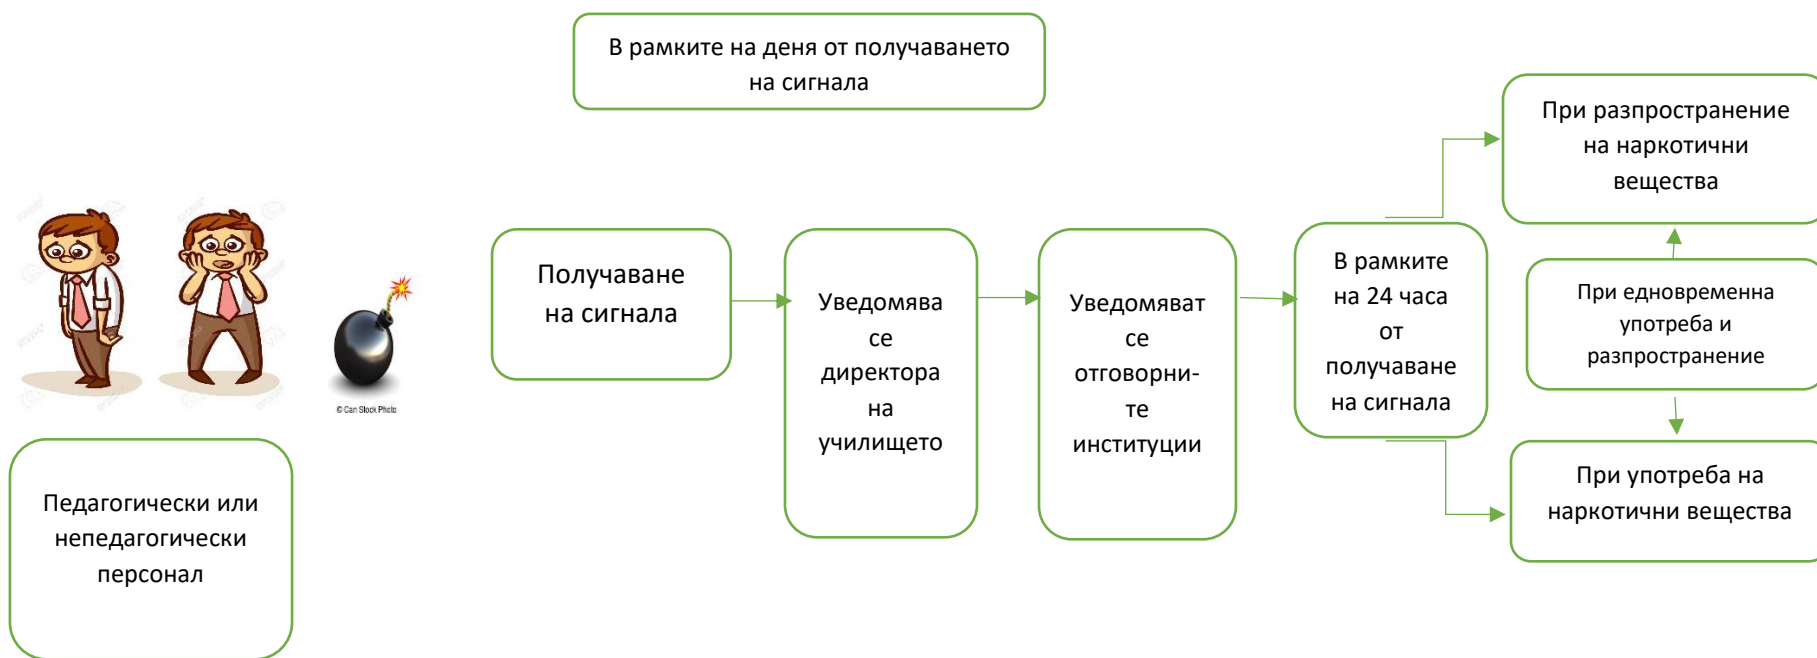 В рамките на деня от получаването
на сигнала
При разпространение
на наркотични
вещества
Получаване
на сигнала
Уведомява
се
директора
на
училището
Уведомяват
се
отговорни-
те
институции
В рамките
на 24 часа
от
получаване
на сигнала
При едновременна
употреба и
разпространение
При употреба на
наркотични вещества
© Can Stock Photo
Педагогически или
непедагогически
персонал